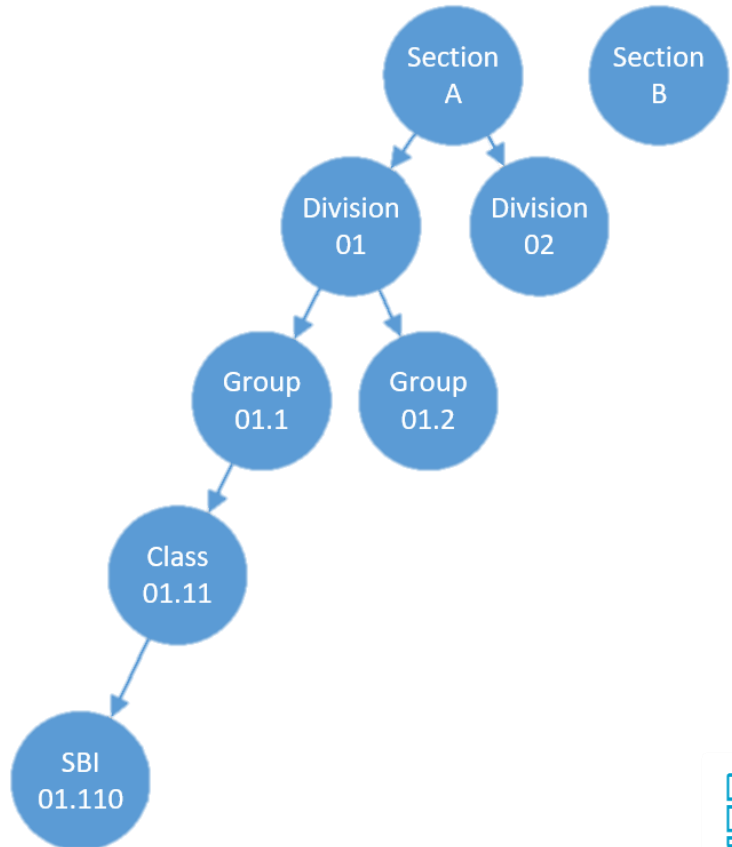 Section
A
Section
B
Division
01
Division
02
Group
01.1
Group
01.2
Class
01.11
SBI
01.110